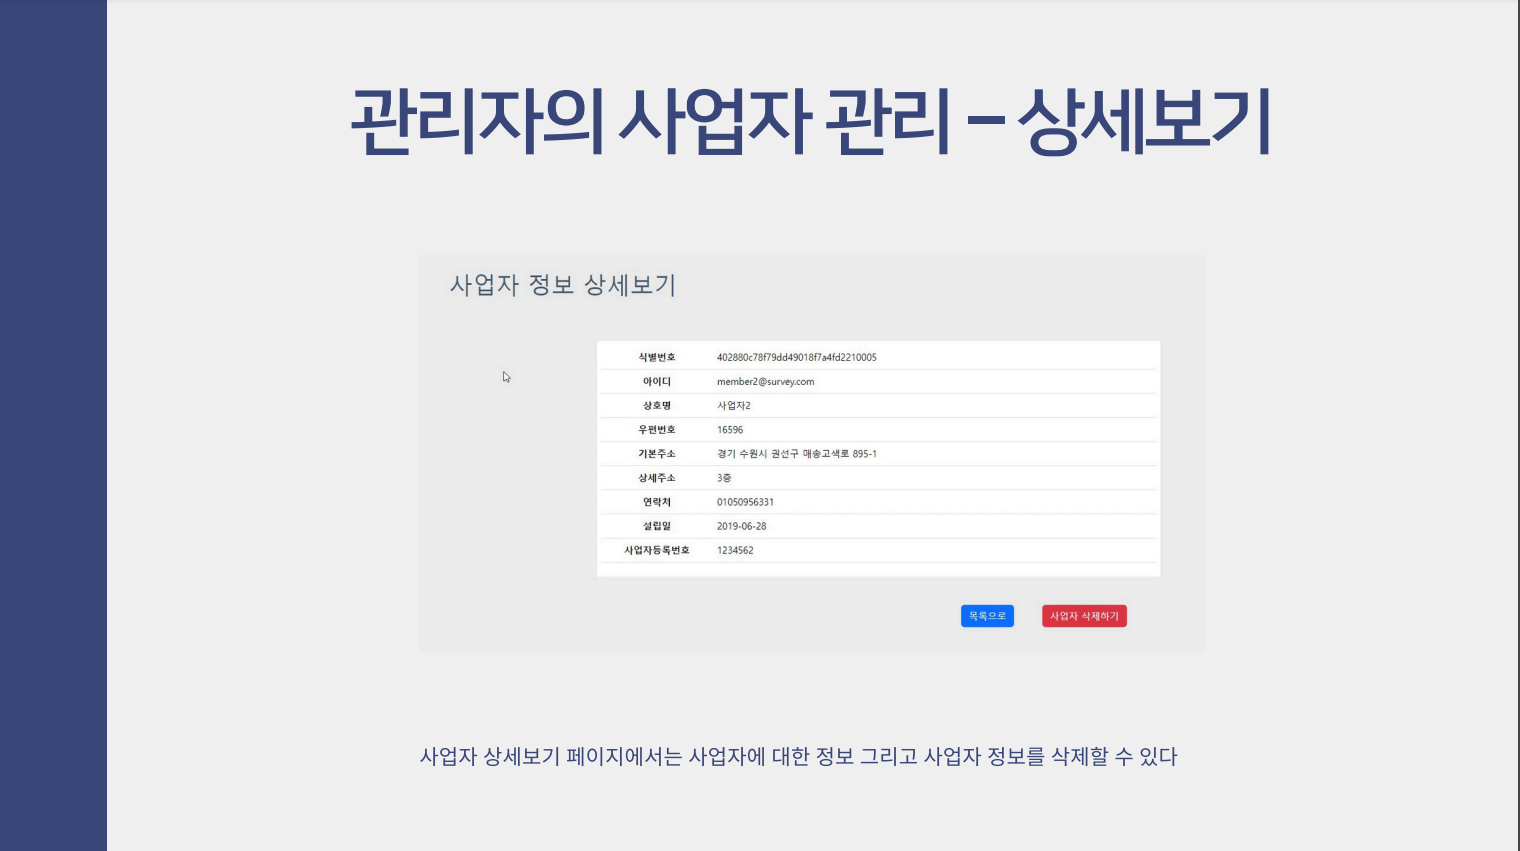 관리자의 사업자 관리 – 상세보기
사업자 정보 상세보기
식별번호 402880c78f79dd49018f7a4fd2210005
아이디 member2@survey.com
상호명 사업자2
우편번호 16596
기본주소 경기 수원시 권선구 매송고색로 895-1
상세주소 3층
연락처 01050956331
설립일 2019-06-28
사업자등록번호 1234562
목록으로 사업자 삭제하기
사업자 상세보기 페이지에서는 사업자에 대한 정보 그리고 사업자 정보를 삭제할 수 있다